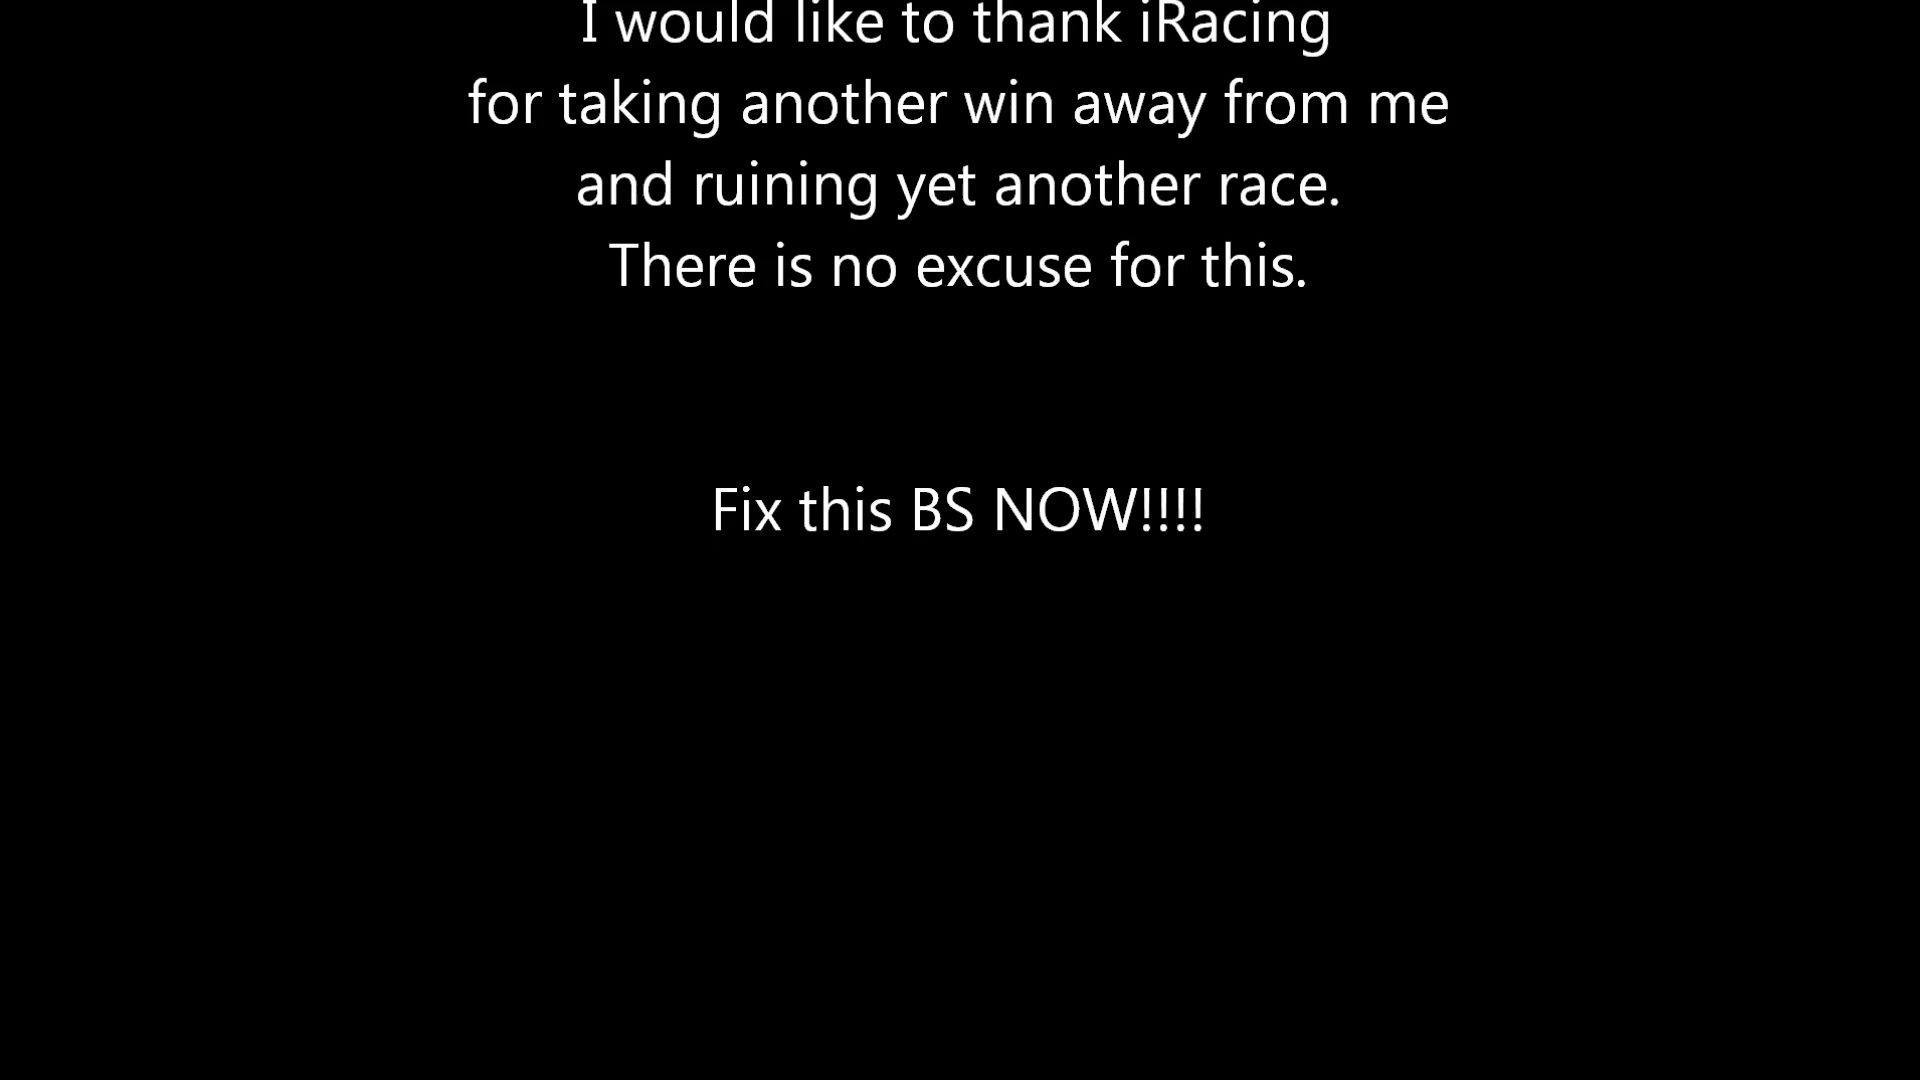 I would like to thank iRacing
for taking another win away from me
and ruining yet another race.
There is no excuse for this.
Fix this BS NOW!!!!